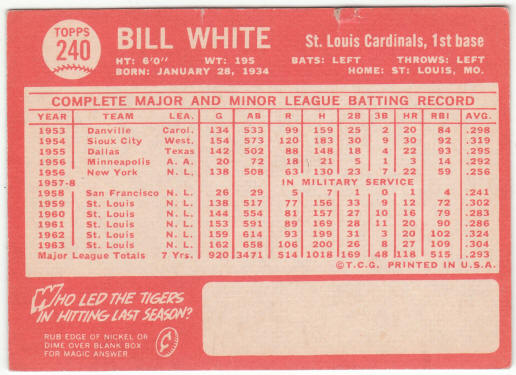 TOPPS
240
BILL WHITE
St. Louis Cardinals, 1st base
HT: 6'0" WT: 195 BATS: LEFT THROWS: LEFT
BORN: JANUARY 28, 1934 HOME: ST. LOUIS, MO.
COMPLETE MAJOR AND MINOR LEAGUE BATTING RECORD
YEAR TEAM LEA. G AB R H 2B 3B HR RBI AVG.
1953 Danville Carol. 134 533 99 159 25 2 20 84 .298
1954 Sioux City West. 154 573 120 183 30 9 30 92 .319
1955 Dallas Texas 142 502 88 148 18 4 22 93 .295
1956 Minneapolis A. A. 20 72 18 21 5 1 3 14 .292
1956 New York N. L. 138 508 63 130 23 7 22 59 .256
1957-8 IN MILITARY SERVICE
1958 San Francisco N. L. 26 29 5 7 1 0 1 4 .241
1959 St. Louis N. L. 138 517 77 156 33 9 12 72 .302
1960 St. Louis N. L. 144 554 81 157 27 10 16 79 .283
1961 St. Louis N. L. 153 591 89 169 28 11 20 90 .286
1962 St. Louis N. L. 159 614 93 199 31 3 20 102 .324
1963 St. Louis N. L. 162 658 106 200 26 8 27 109 .304
Major League Totals 7 Yrs. 920 3471 514 1018 169 48 118 515 .293
©T.C.G. PRINTED IN U.S.A.
WHO LED THE TIGERS
IN HITTING LAST SEASON?
RUB EDGE OF NICKEL OR
DIME OVER BLANK BOX
FOR MAGIC ANSWER